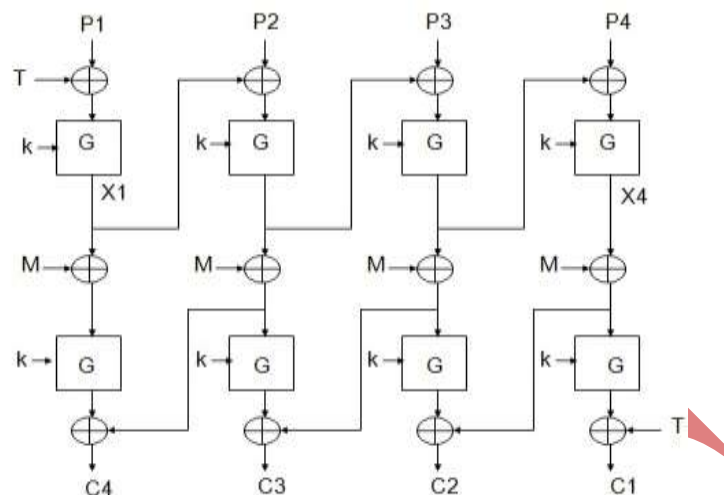 P1 P2 P3 P4
T
k G k G k G k G
X1 X4
M M M M
k G k G k G k G
T
C4 C3 C2 C1